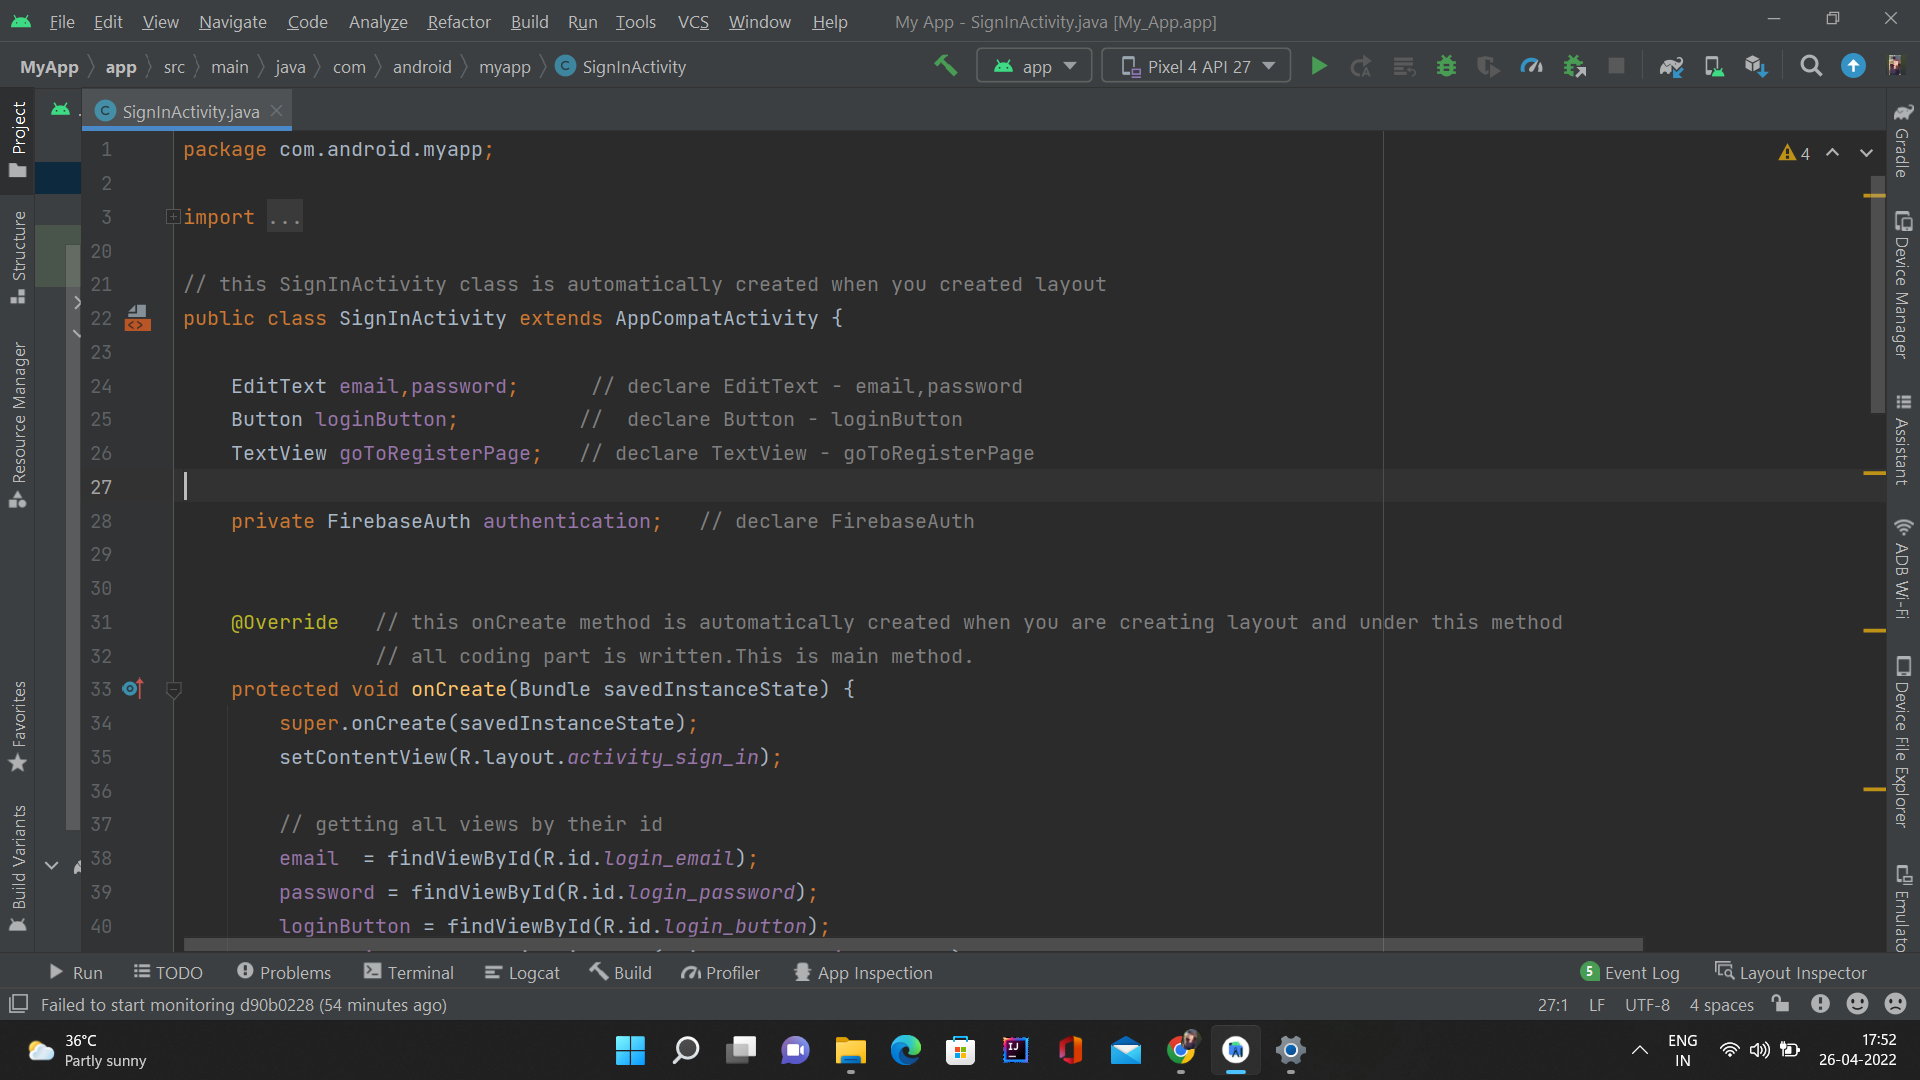 File Edit View Navigate Code Analyze Refactor Build Run Tools VCS Window Help My App - SignInActivity.java [My_App.app]
MyApp app src main java com android myapp SignInActivity app Pixel 4 API 27
SignInActivity.java
Project
Structure
Resource Manager
Favorites
Build Variants
1 package com.android.myapp;
2
3 import ...
20
21 // this SignInActivity class is automatically created when you created layout
22 public class SignInActivity extends AppCompatActivity {
23
24 EditText email,password; // declare EditText - email,password
25 Button loginButton; // declare Button - loginButton
26 TextView goToRegisterPage; // declare TextView - goToRegisterPage
27
28 private FirebaseAuth authentication; // declare FirebaseAuth
29
30
31 @Override // this onCreate method is automatically created when you are creating layout and under this method
32 // all coding part is written.This is main method.
33 protected void onCreate(Bundle savedInstanceState) {
34 super.onCreate(savedInstanceState);
35 setContentView(R.layout.activity_sign_in);
36
37 // getting all views by their id
38 email = findViewById(R.id.login_email);
39 password = findViewById(R.id.login_password);
40 loginButton = findViewById(R.id.login_button);
4
Gradle
Device Manager
Assistant
ADB Wi-Fi
Device File Explorer
Emulato
Run TODO Problems Terminal Logcat Build Profiler App Inspection 5 Event Log Layout Inspector
Failed to start monitoring d90b0228 (54 minutes ago) 27:1 LF UTF-8 4 spaces
36°C
Partly sunny
ENG
IN
17:52
26-04-2022